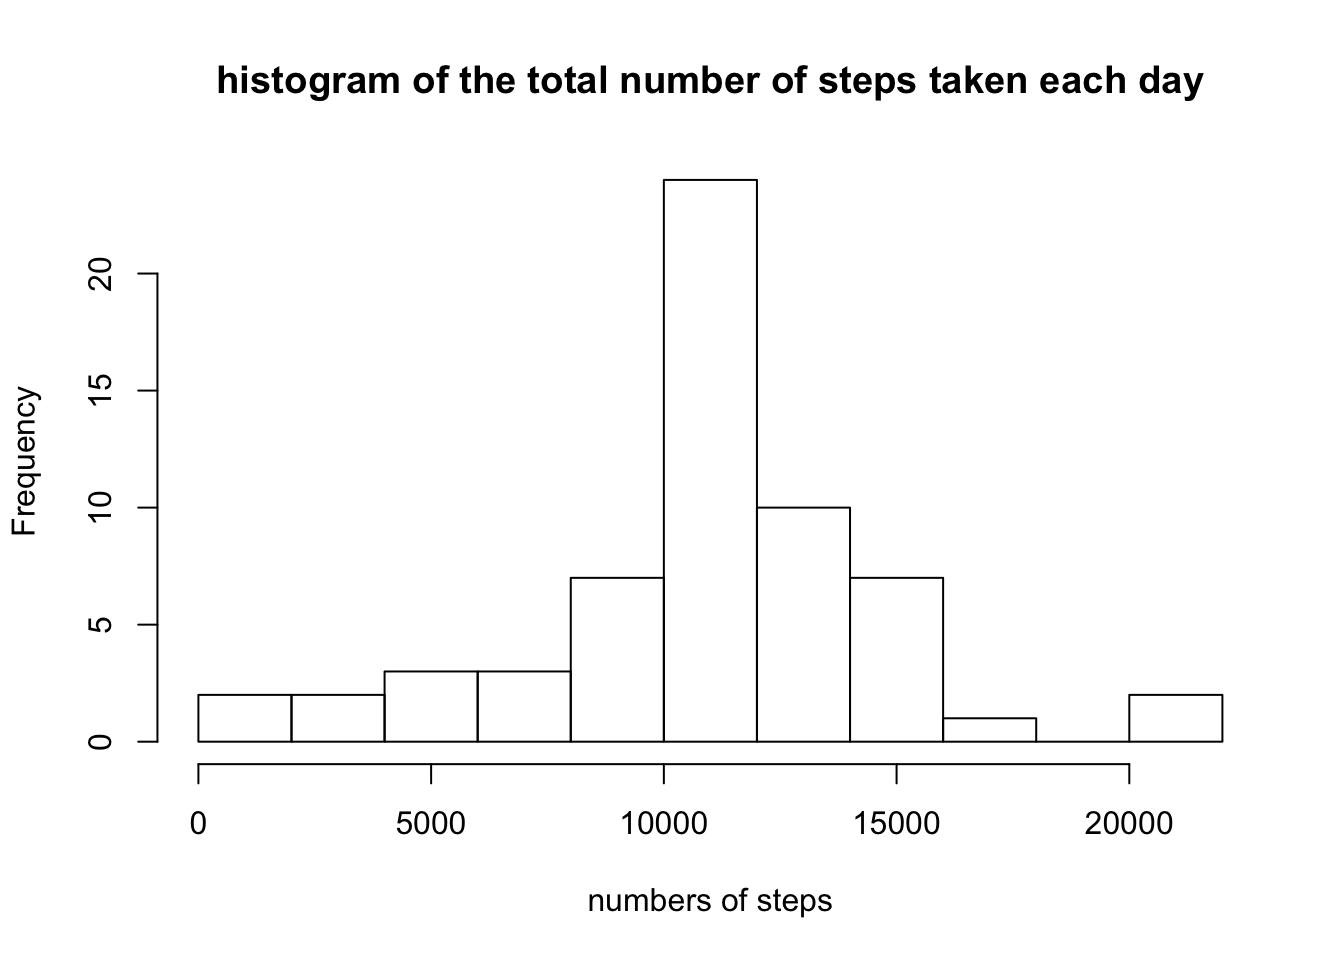 histogram of the total number of steps taken each day
Frequency
20
15
10
5
0
0 5000 10000 15000 20000
numbers of steps